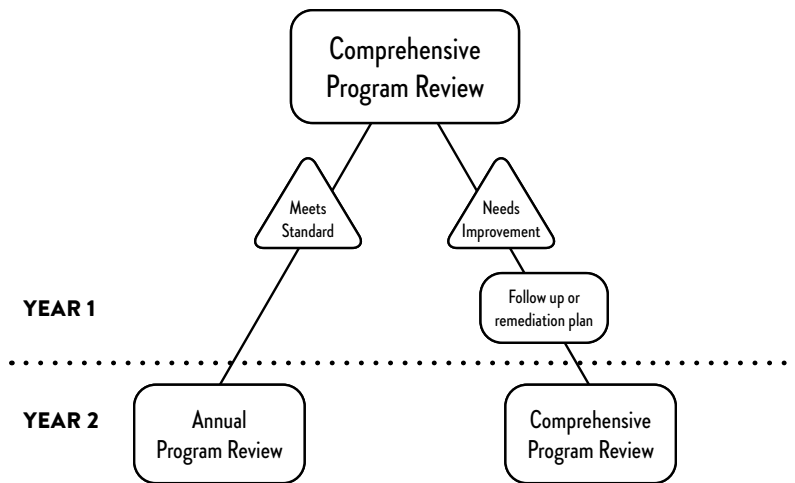 Comprehensive
Program Review
Meets
Standard
Needs
Improvement
YEAR 1
Follow up or
remediation plan
YEAR 2
Annual
Program Review
Comprehensive
Program Review